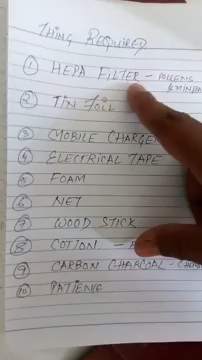 THING REQUIRED
① HEPA FILTER - POLLENS
② TIN FOIL
③ MOBILE CHARGER
④ ELECTRICAL TAPE
⑤ FOAM
⑥ NET
⑦ WOOD STICK
⑧ COTTON -
⑨ CARBON CHARCOAL -
⑩ PATIENCE